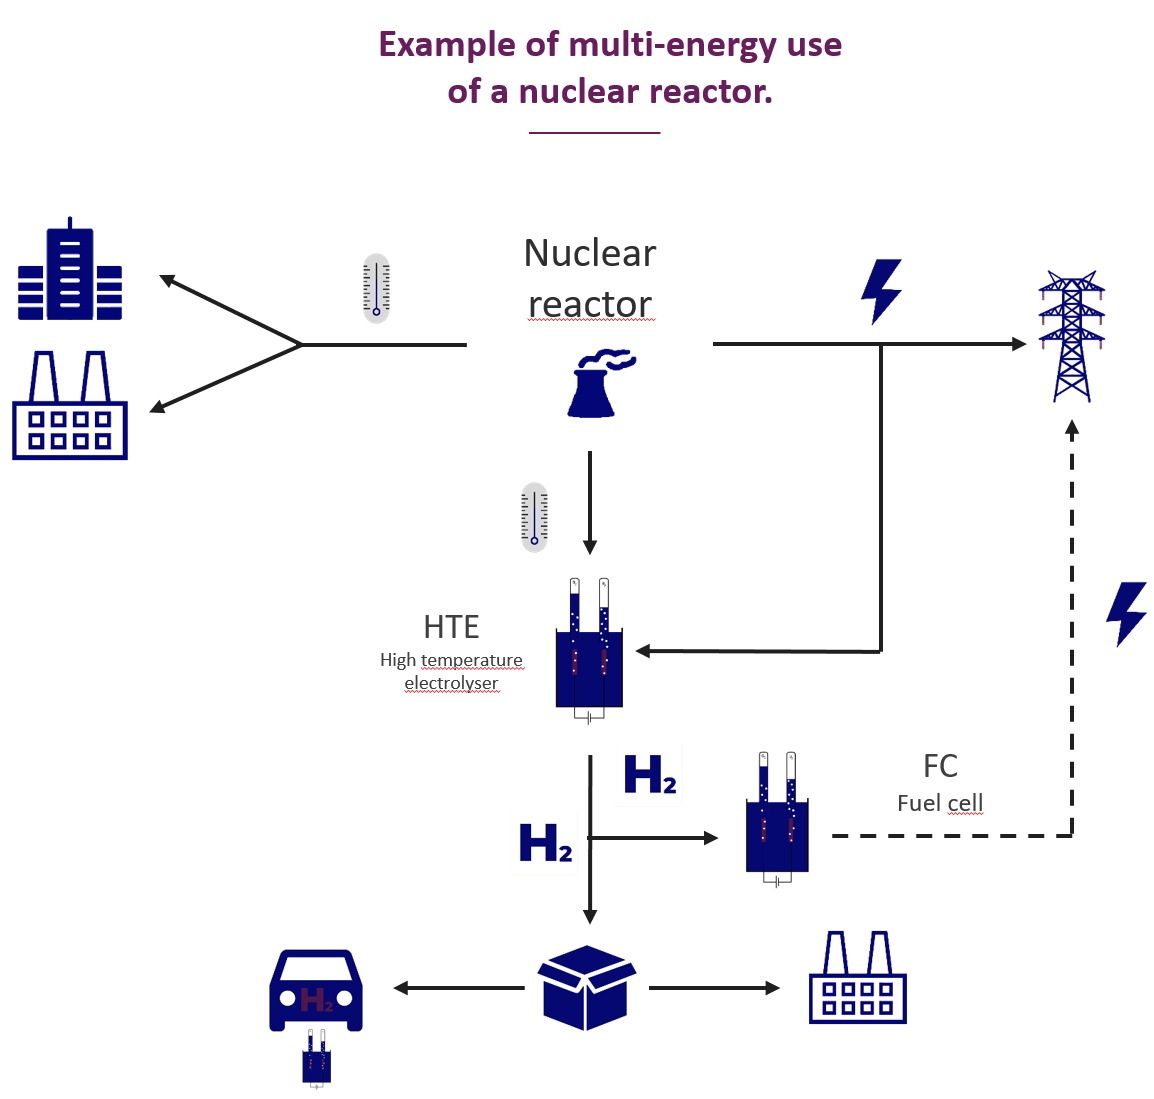 Example of multi-energy use
of a nuclear reactor.
Nuclear
reactor
HTE
High temperature
electrolyser
H₂
H₂
FC
Fuel cell
H₂